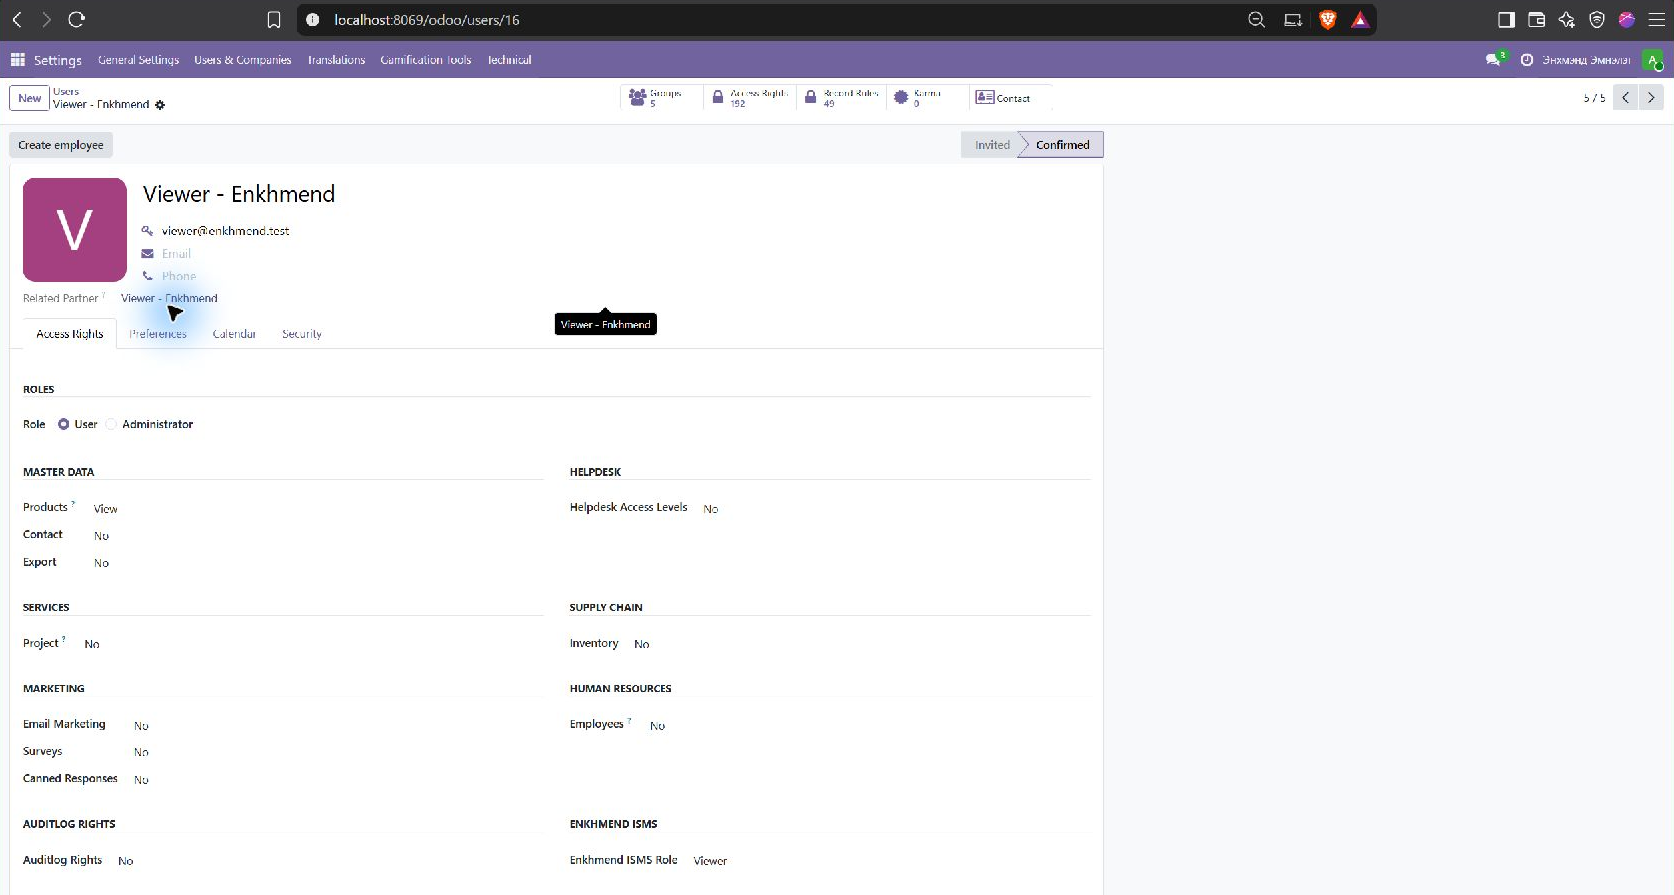 localhost:8069/odoo/users/16
Settings General Settings Users & Companies Translations Gamification Tools Technical 3 Энхмэнд Эмнэлэг A
New Users Groups 5 Access Rights 192 Record Rules 49 Karma 0 Contact 5 / 5
Viewer - Enkhmend
Create employee Invited Confirmed
V
Viewer - Enkhmend
viewer@enkhmend.test
Email
Phone
Related Partner ? Viewer - Enkhmend
Viewer - Enkhmend
Access Rights Preferences Calendar Security
ROLES
Role User Administrator
MASTER DATA
Products ? View
Contact No
Export No
HELPDESK
Helpdesk Access Levels No
SERVICES
Project ? No
SUPPLY CHAIN
Inventory No
MARKETING
Email Marketing No
Surveys No
Canned Responses No
HUMAN RESOURCES
Employees ? No
AUDITLOG RIGHTS
Auditlog Rights No
ENKHMEND ISMS
Enkhmend ISMS Role Viewer